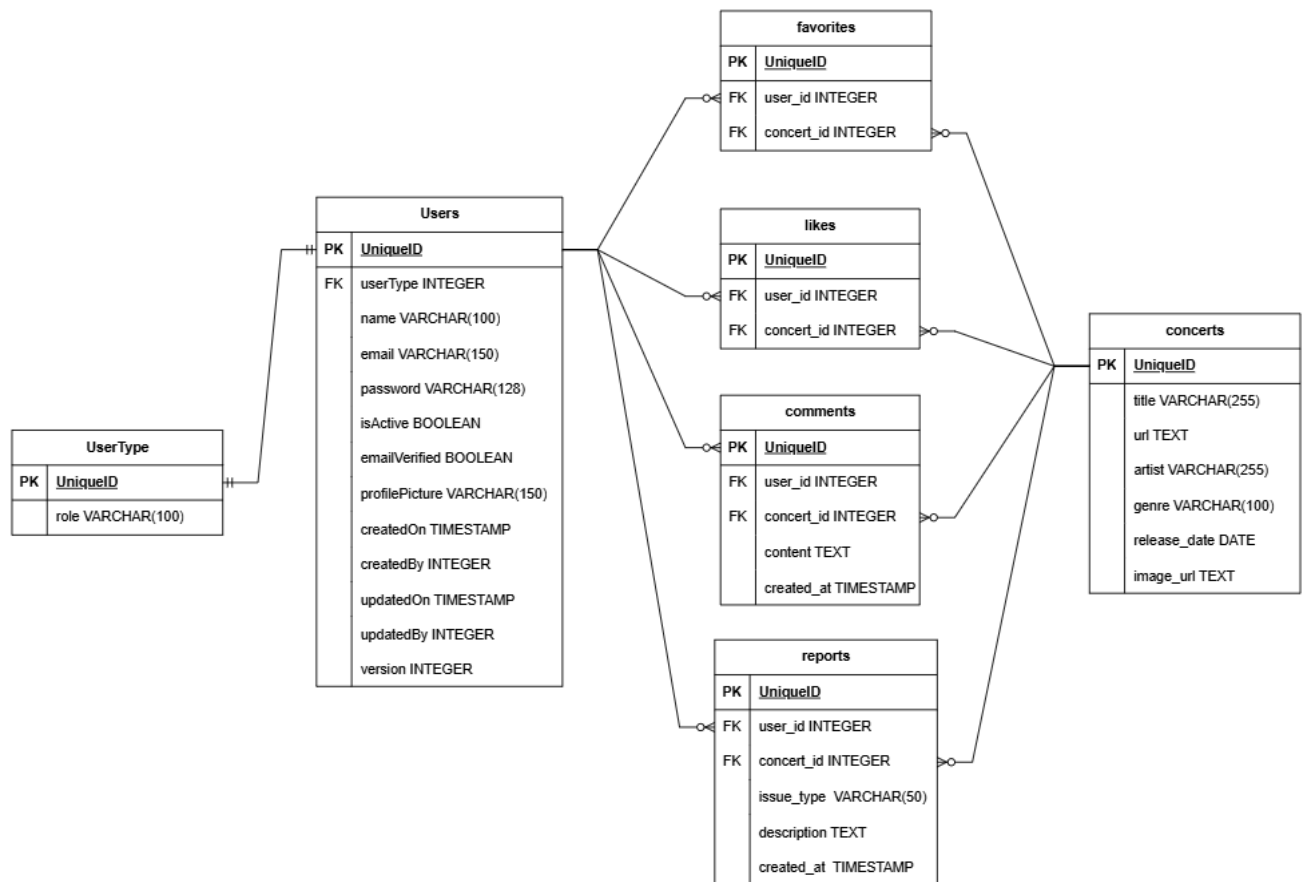 favorites
PK UniqueID
FK user_id INTEGER
FK concert_id INTEGER
Users
PK UniqueID
FK userType INTEGER
name VARCHAR(100)
email VARCHAR(150)
password VARCHAR(128)
isActive BOOLEAN
emailVerified BOOLEAN
profilePicture VARCHAR(150)
createdOn TIMESTAMP
createdBy INTEGER
updatedOn TIMESTAMP
updatedBy INTEGER
version INTEGER
likes
PK UniqueID
FK user_id INTEGER
FK concert_id INTEGER
concerts
PK UniqueID
title VARCHAR(255)
url TEXT
artist VARCHAR(255)
genre VARCHAR(100)
release_date DATE
image_url TEXT
comments
PK UniqueID
FK user_id INTEGER
FK concert_id INTEGER
content TEXT
created_at TIMESTAMP
UserType
PK UniqueID
role VARCHAR(100)
reports
PK UniqueID
FK user_id INTEGER
FK concert_id INTEGER
issue_type VARCHAR(50)
description TEXT
created_at TIMESTAMP